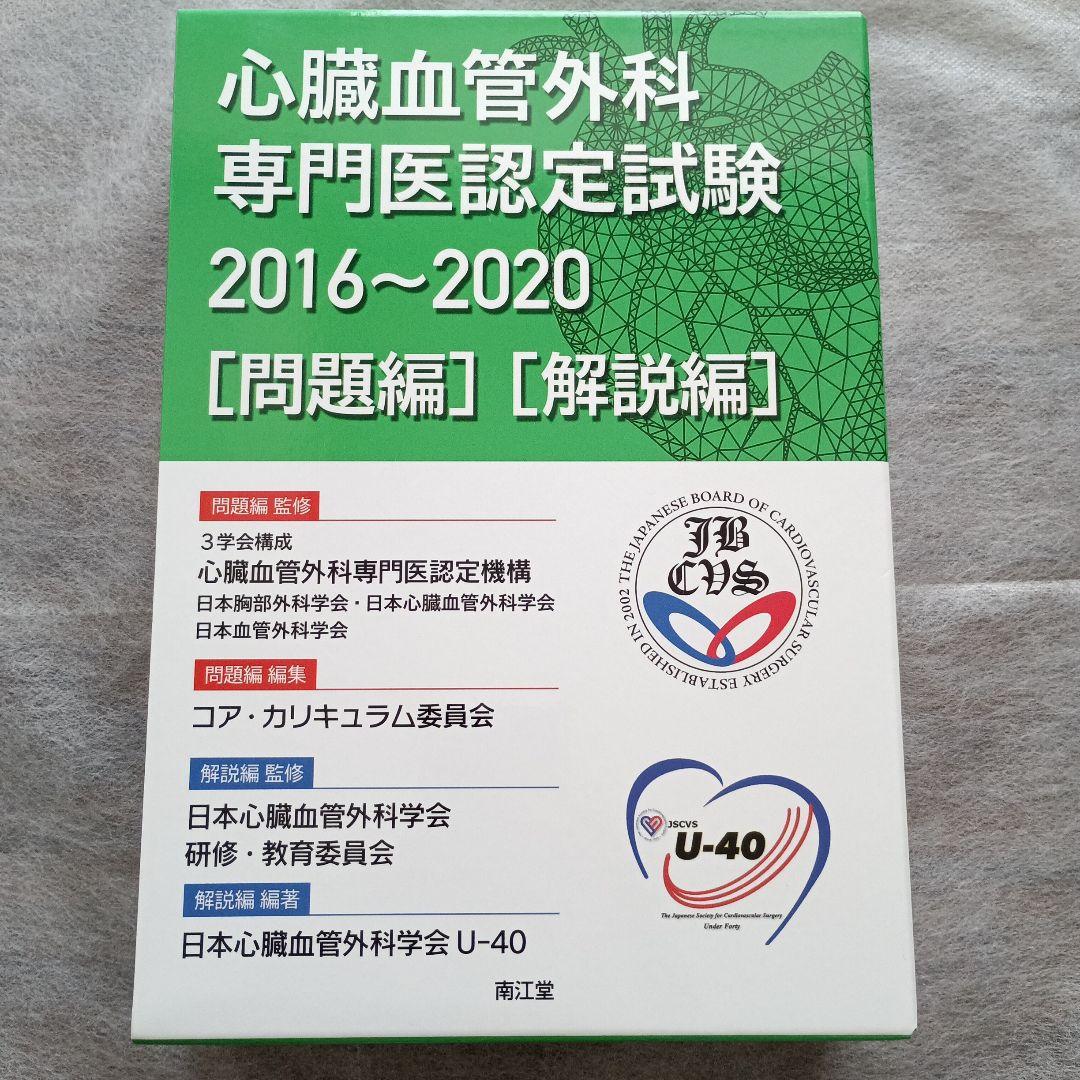 心臓血管外科
専門医認定試験
2016~2020
［問題編］［解説編］
問題編 監修
3学会構成
心臓血管外科専門医認定機構
日本胸部外科学会・日本心臓血管外科学会
日本血管外科学会
問題編 編集
コア・カリキュラム委員会
解説編 監修
日本心臓血管外科学会
研修・教育委員会
解説編 編著
日本心臓血管外科学会 U-40
南江堂
THE JAPANESE BOARD OF CARDIOVASCULAR SURGERY ESTABLISHED IN 2002
JB
CVS
JSCVS
U-40
The Japanese Society for Cardiovascular Surgery
Under Forty